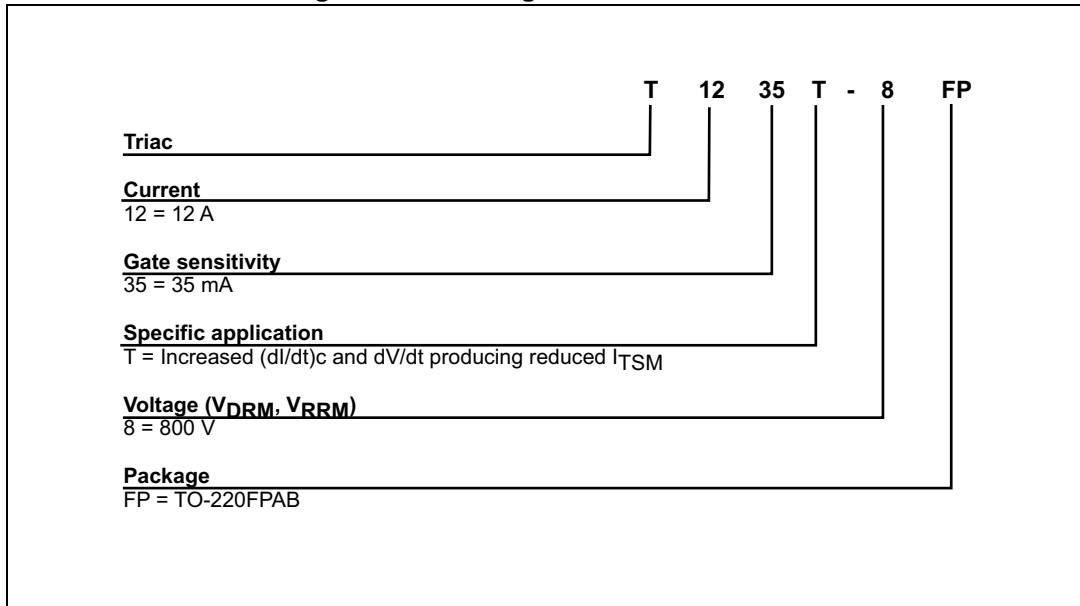 T 12 35 T - 8 FP
Triac
Current
12 = 12 A
Gate sensitivity
35 = 35 mA
Specific application
T = Increased (dI/dt)c and dV/dt producing reduced ITSM
Voltage (VDRM, VRRM)
8 = 800 V
Package
FP = TO-220FPAB